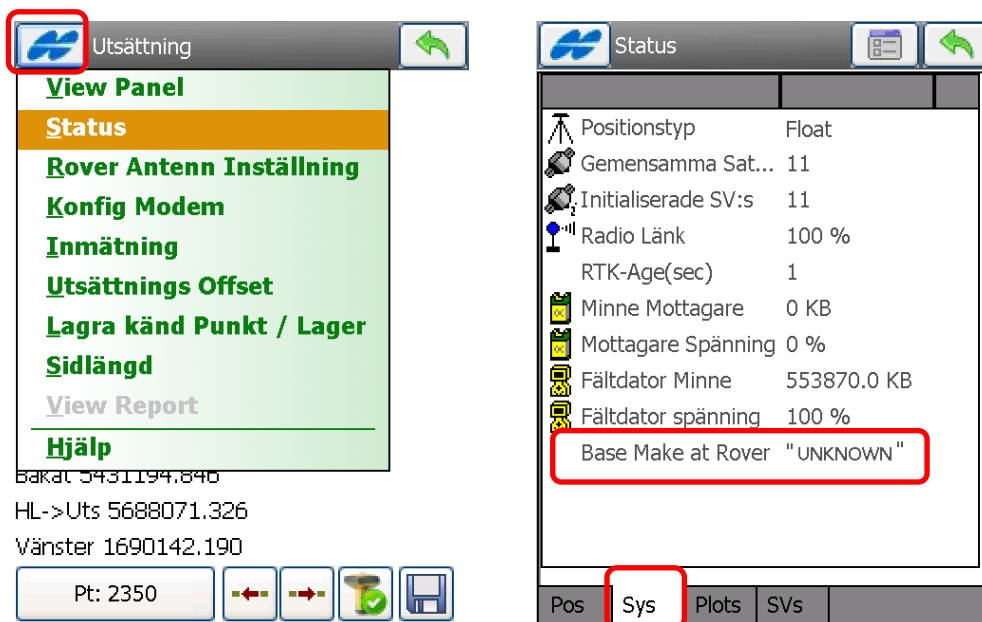 Utsättning
View Panel
Status
Rover Antenn Inställning
Konfig Modem
Inmätning
Utsättnings Offset
Lagra känd Punkt / Lager
Sidlängd
View Report
Hjälp
Bakåt 5431194.846
HL->Uts 5688071.326
Vänster 1690142.190
Pt: 2350
Status
Positionstyp Float
Gemensamma Sat... 11
Initialiserade SV:s 11
Radio Länk 100 %
RTK-Age(sec) 1
Minne Mottagare 0 KB
Mottagare Spänning 0 %
Fältdator Minne 553870.0 KB
Fältdator spänning 100 %
Base Make at Rover "UNKNOWN"
Pos Sys Plots SVs